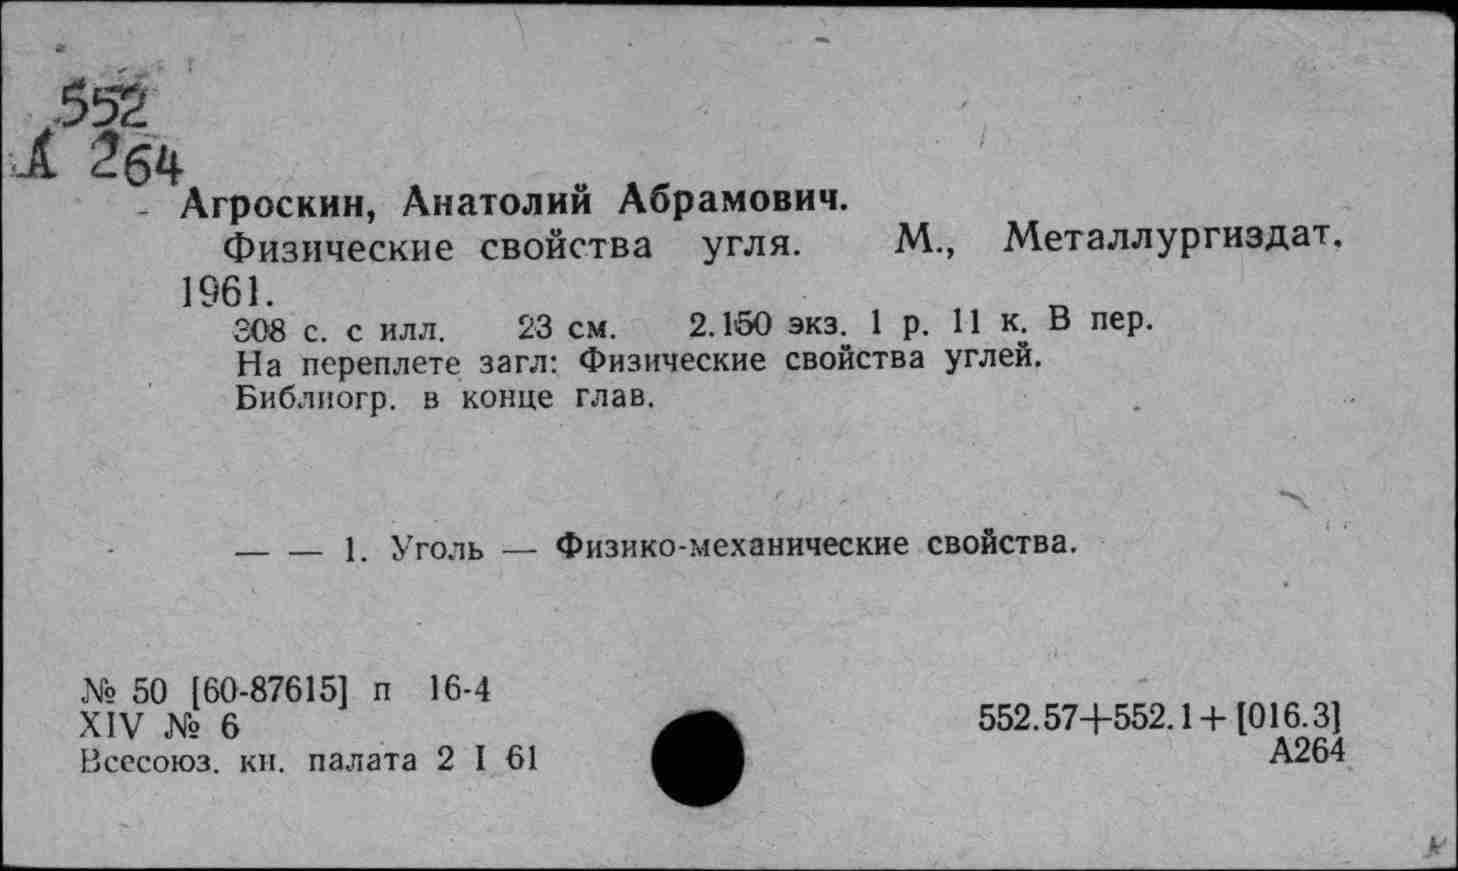 552
А 264
Агроскин, Анатолий Абрамович.
Физические свойства угля. М., Металлургиздат,
1961.
308 с. с илл. 23 см. 2.150 экз. 1 р. 11 к. В пер.
На переплете загл: Физические свойства углей.
Библиогр. в конце глав.
— — 1. Уголь — Физико-механические свойства.
№ 50 [60-87615] п 16-4
XIV № 6
Всесоюз. кн. палата 2 I 61
552.57+552.1+[016.3]
А264